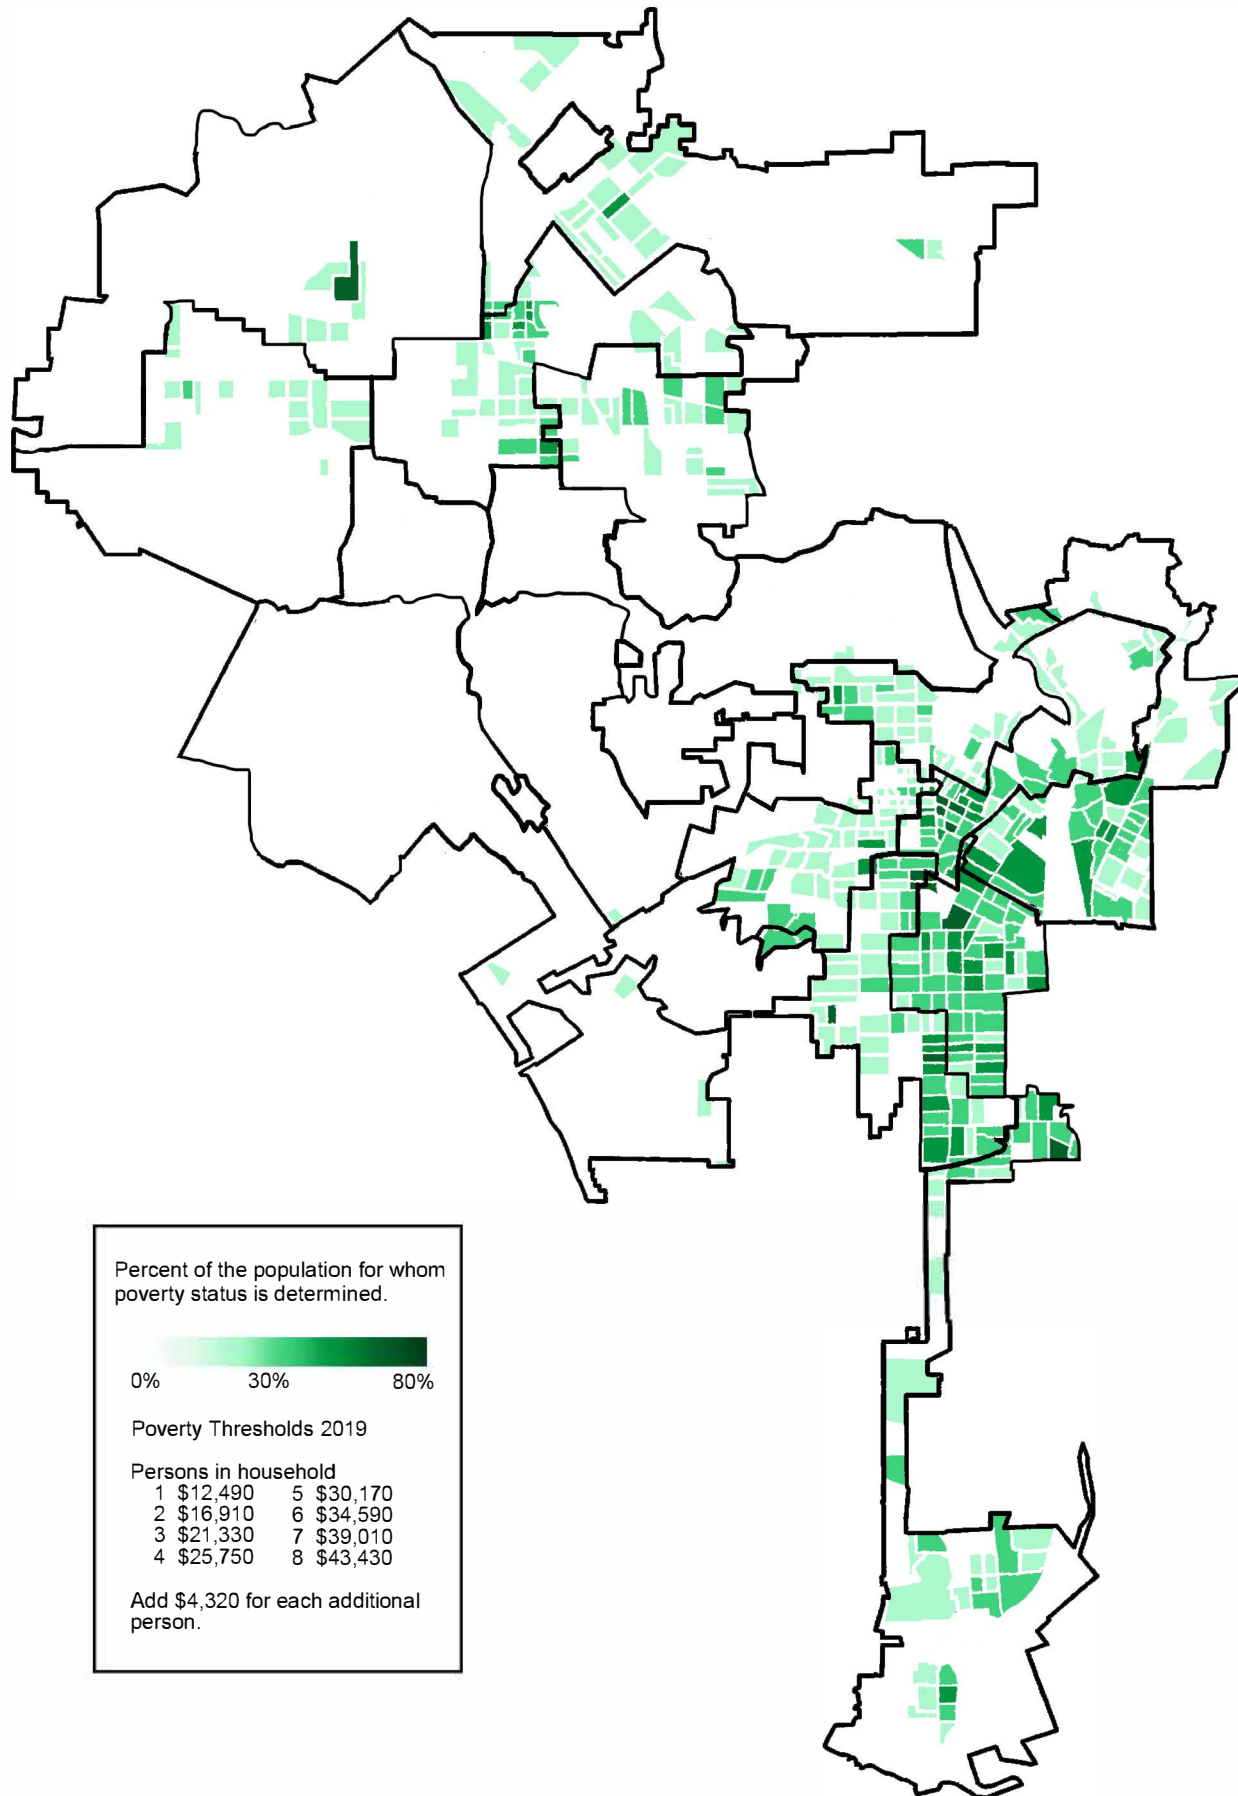 Percent of the population for whom
poverty status is determined.
0% 30% 80%
Poverty Thresholds 2019
Persons in household
1 $12,490 5 $30,170
2 $16,910 6 $34,590
3 $21,330 7 $39,010
4 $25,750 8 $43,430
Add $4,320 for each additional
person.